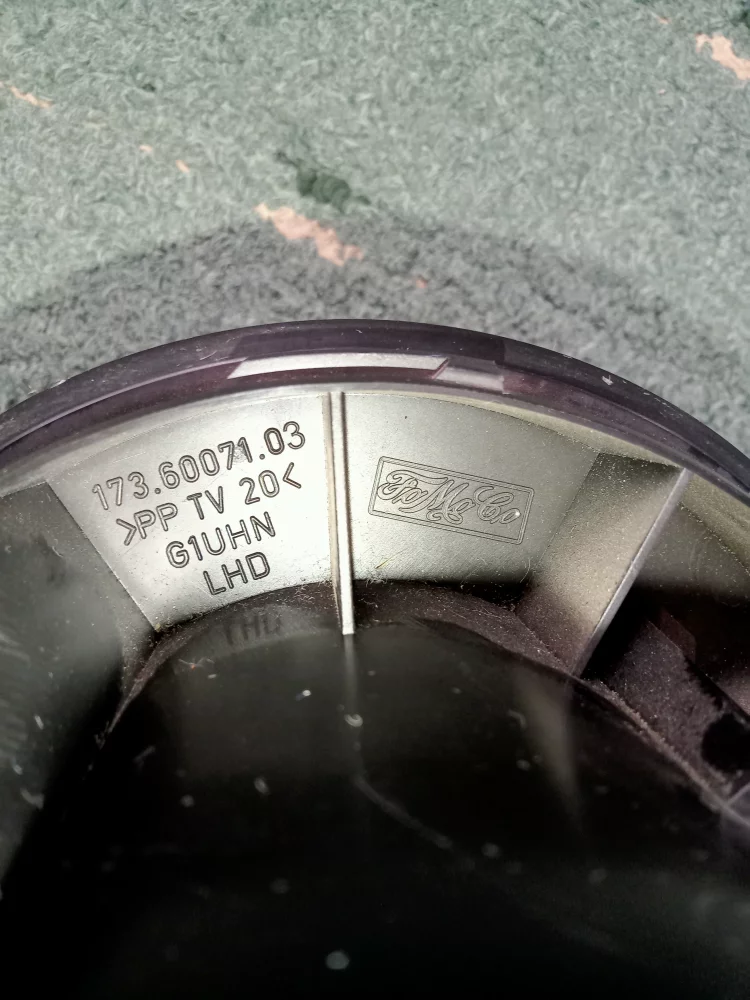 173.60071.03
>PP TV 20<
G1UHN
LHD
FoMoCo